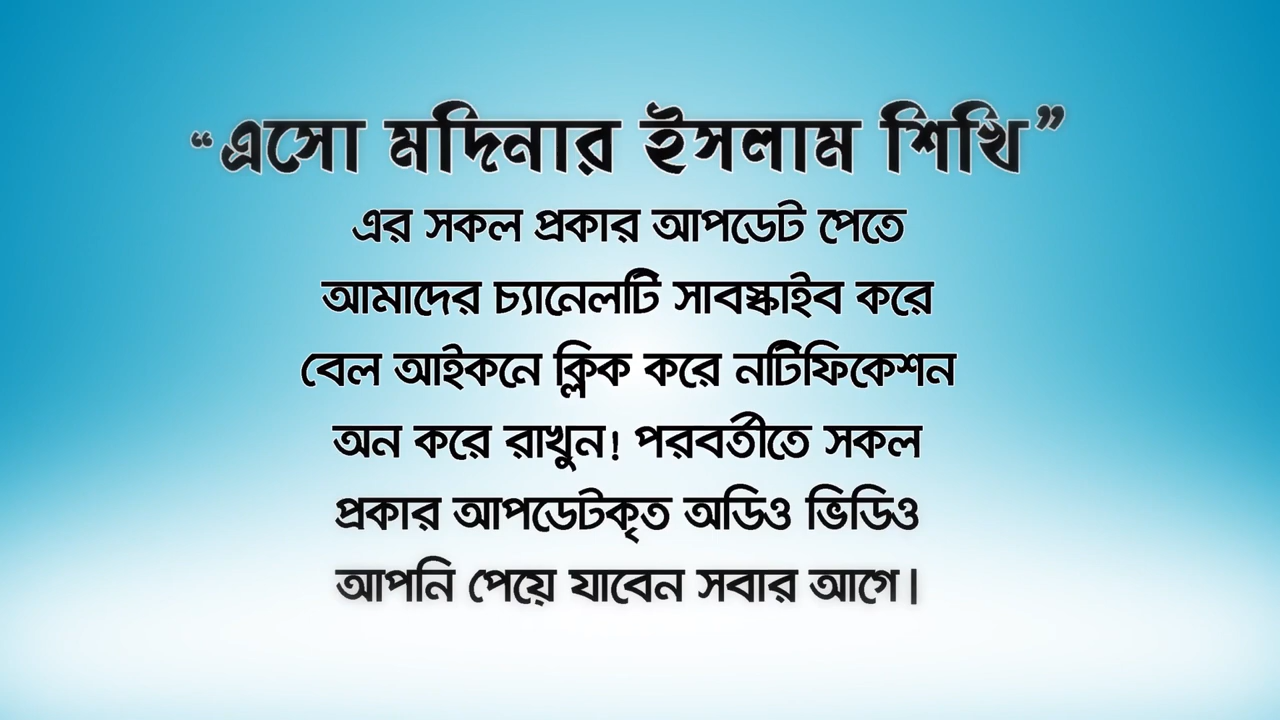 “এসো মদিনার ইসলাম শিখি”
এর সকল প্রকার আপডেট পেতে
আমাদের চ্যানেলটি সাবস্ক্রাইব করে
বেল আইকনে ক্লিক করে নটিফিকেশন
অন করে রাখুন! পরবর্তীতে সকল
প্রকার আপডেটকৃত অডিও ভিডিও
আপনি পেয়ে যাবেন সবার আগে।